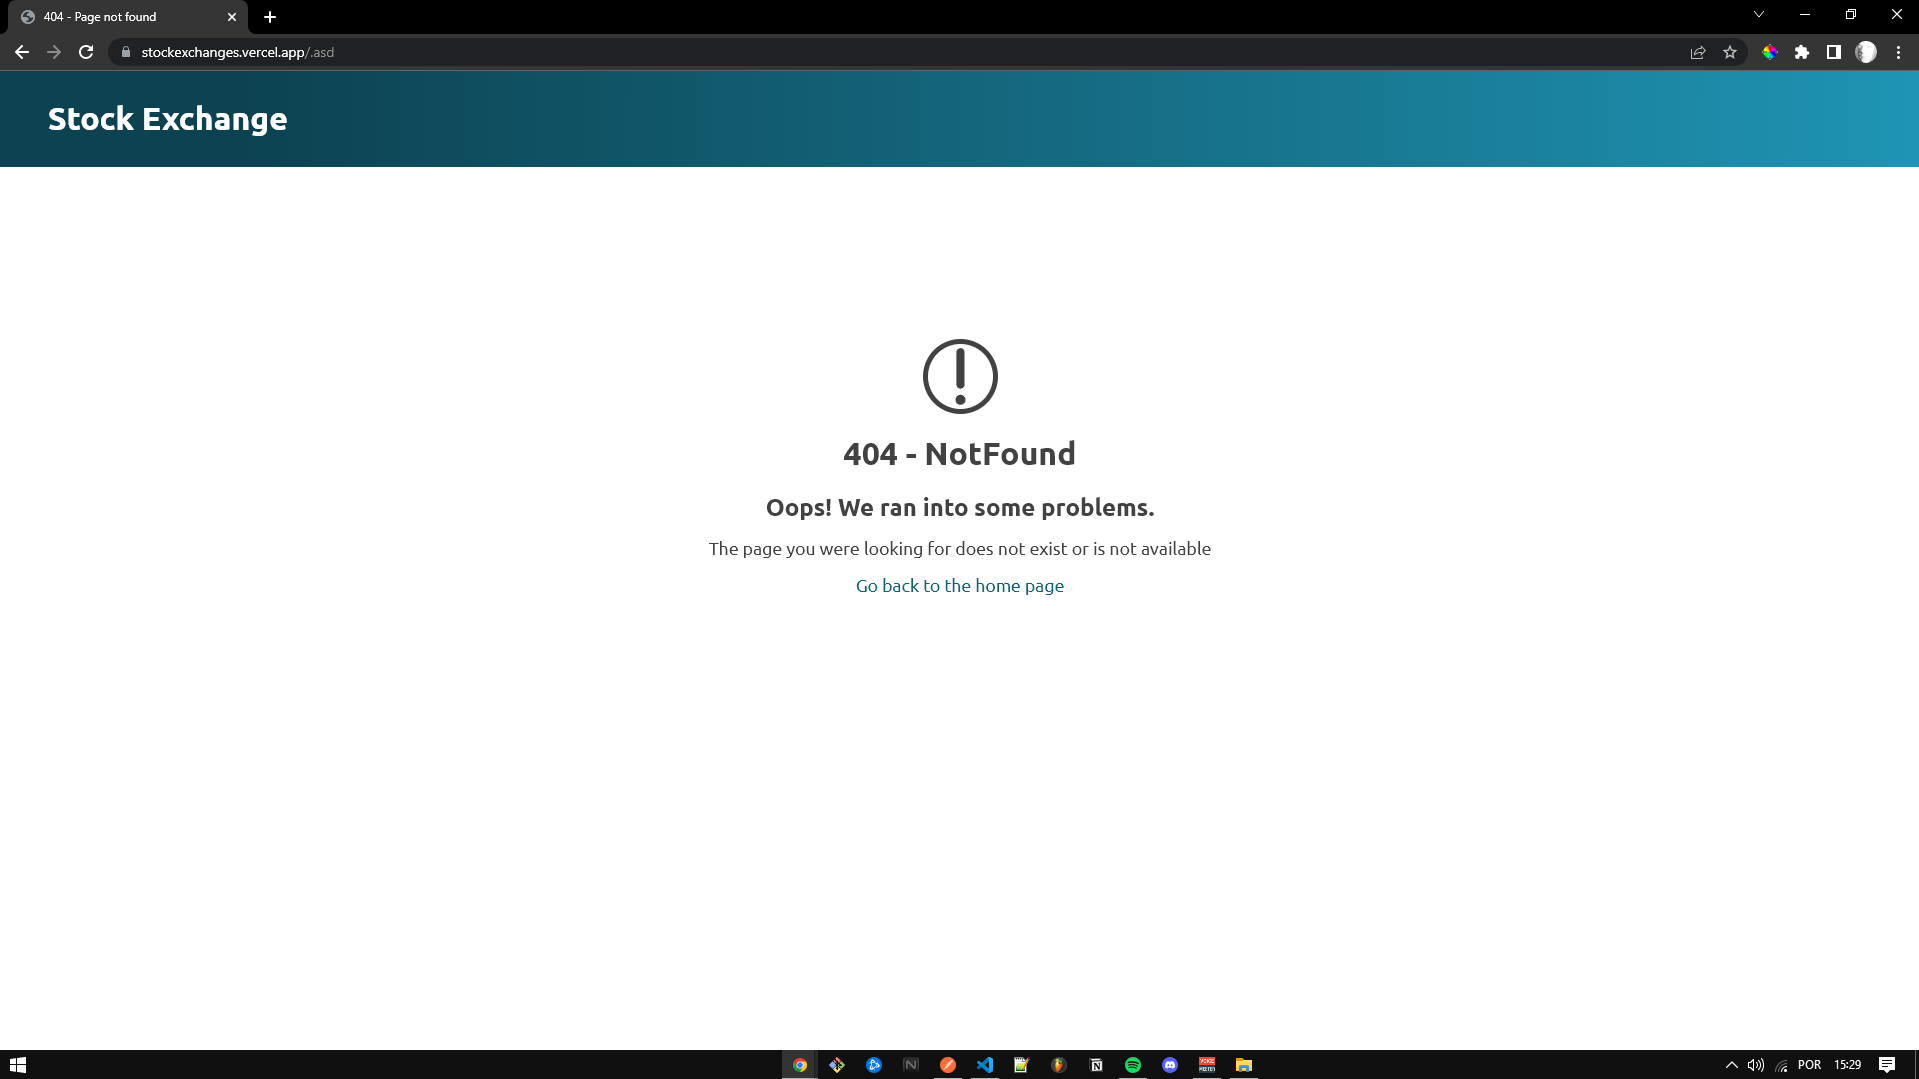 404 - Page not found
stockexchanges.vercel.app/.asd
Stock Exchange
404 - NotFound
Oops! We ran into some problems.
The page you were looking for does not exist or is not available
Go back to the home page
POR
15:29